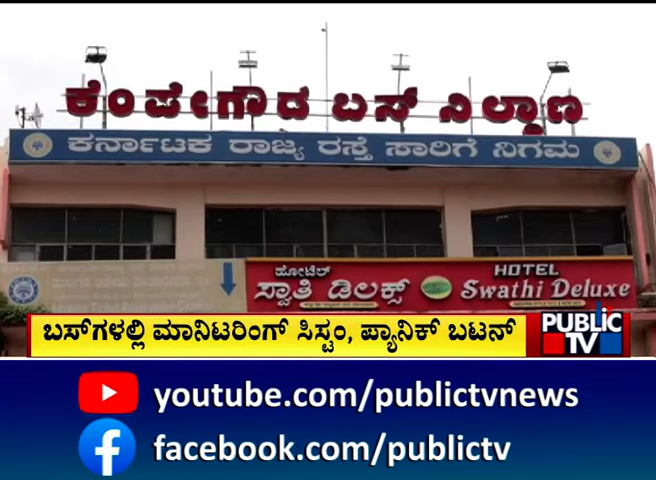 ಕೆಂಪೇಗೌಡ ಬಸ್ ನಿಲ್ದಾಣ
ಕರ್ನಾಟಕ ರಾಜ್ಯ ರಸ್ತೆ ಸಾರಿಗೆ ನಿಗಮ
ಹೋಟೆಲ್
ಸ್ವಾತಿ ಡಿಲಕ್ಸ್
HOTEL
Swathi Deluxe
ಬಸ್‌ಗಳಲ್ಲಿ ಮಾನಿಟರಿಂಗ್ ಸಿಸ್ಟಂ, ಪ್ಯಾನಿಕ್ ಬಟನ್
PUBLIC
TV
youtube.com/publictvnews
facebook.com/publictv